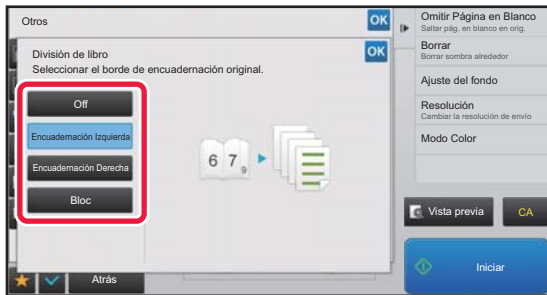 Otros
OK
División de libro
OK
Seleccionar el borde de encuadernación original.
Off
Encuadernación Izquierda
Encuadernación Derecha
Bloc
6 7 9
Atrás
Omitir Página en Blanco
Saltar pág. en blanco en orig.
Borrar
Borrar sombra alrededor
Ajuste del fondo
Resolución
Cambiar la resolución de envío
Modo Color
Vista previa
CA
Iniciar